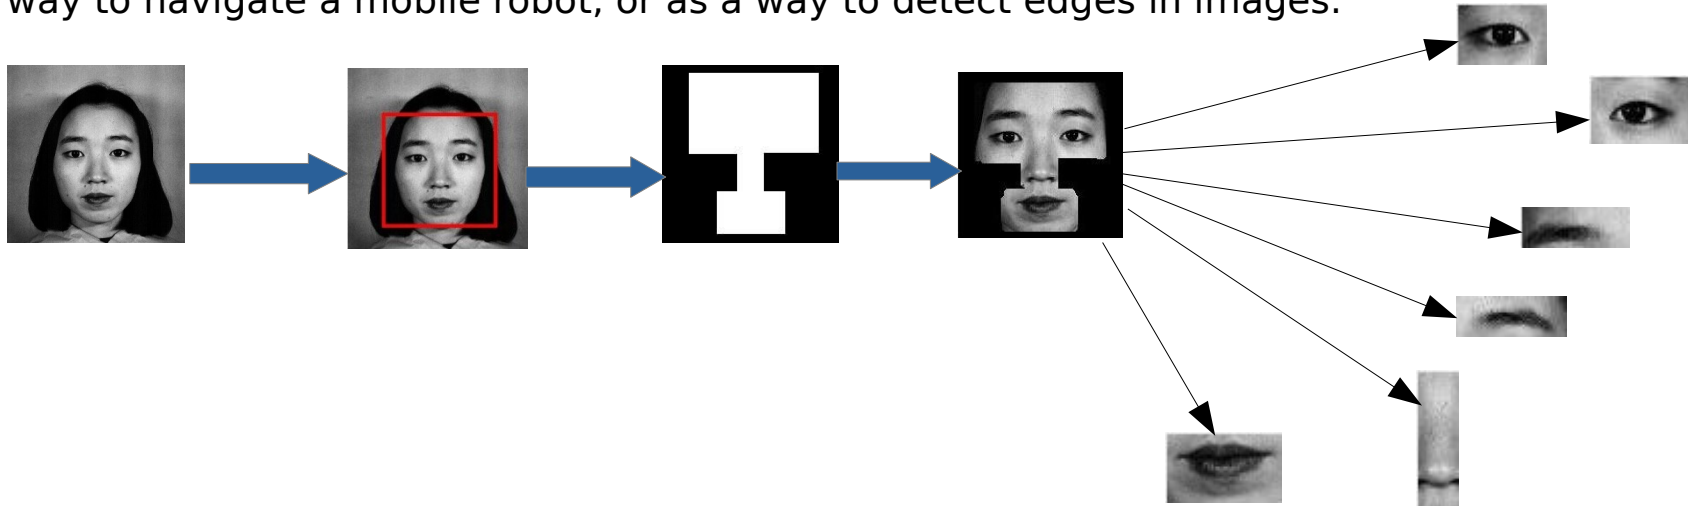 way to navigate a mobile robot, or as a way to detect edges in images.